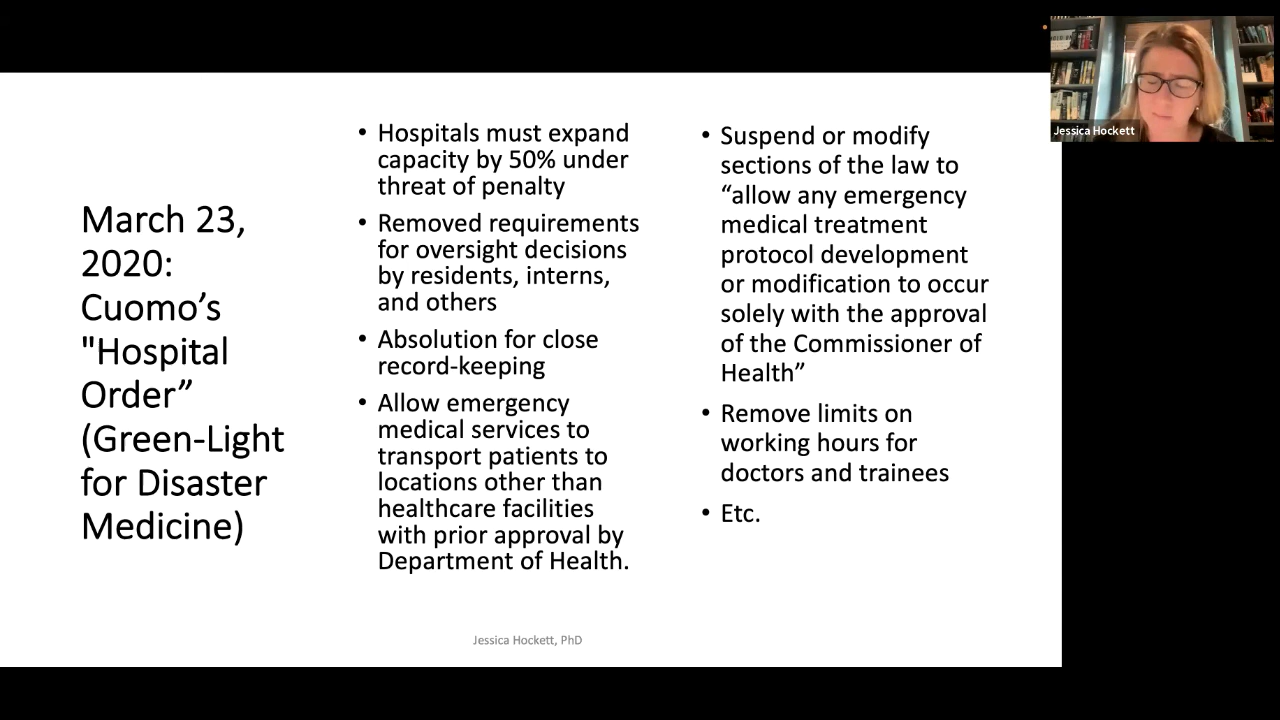 March 23,
2020:
Cuomo’s
"Hospital
Order”
(Green-Light
for Disaster
Medicine)
• Hospitals must expand
capacity by 50% under
threat of penalty
• Removed requirements
for oversight decisions
by residents, interns,
and others
• Absolution for close
record-keeping
• Allow emergency
medical services to
transport patients to
locations other than
healthcare facilities
with prior approval by
Department of Health.
• Suspend or modify
sections of the law to
“allow any emergency
medical treatment
protocol development
or modification to occur
solely with the approval
of the Commissioner of
Health”
• Remove limits on
working hours for
doctors and trainees
• Etc.
Jessica Hockett, PhD
Jessica Hockett